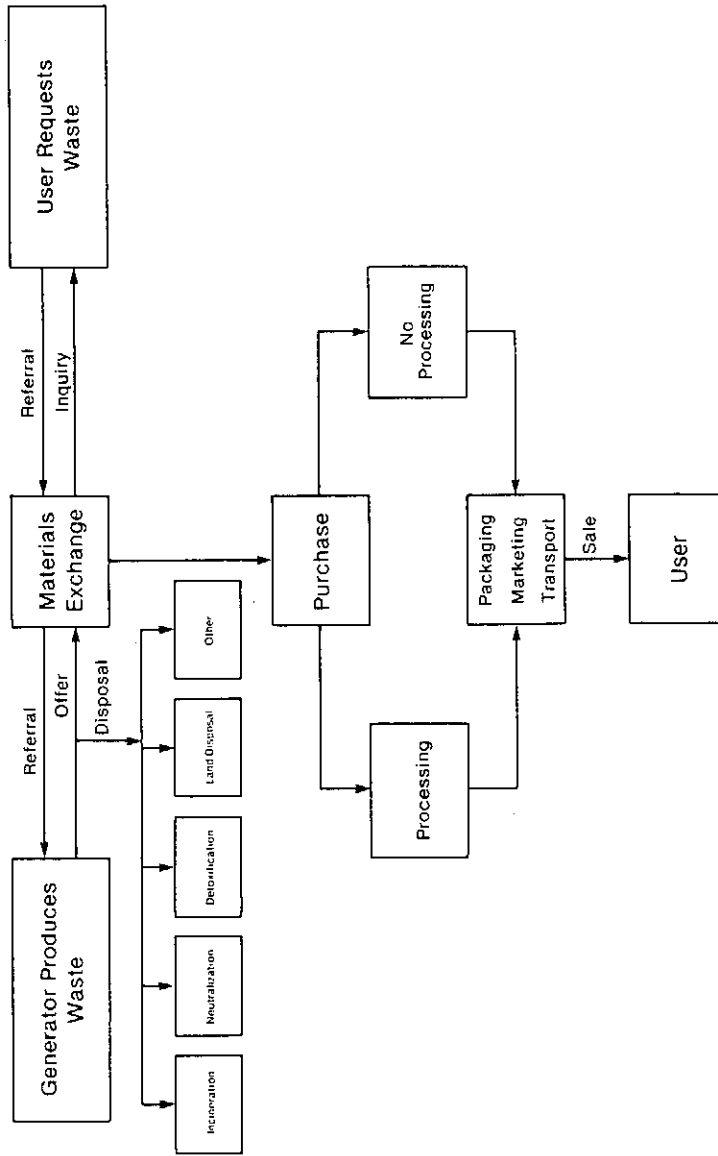 Generator Produces
Waste
Referral
Offer
Disposal
Materials
Exchange
Referral
Inquiry
User Requests
Waste
Incineration
Neutralization
Detoxification
Land Disposal
Other
Purchase
Processing
No
Processing
Packaging
Marketing
Transport
Sale
User